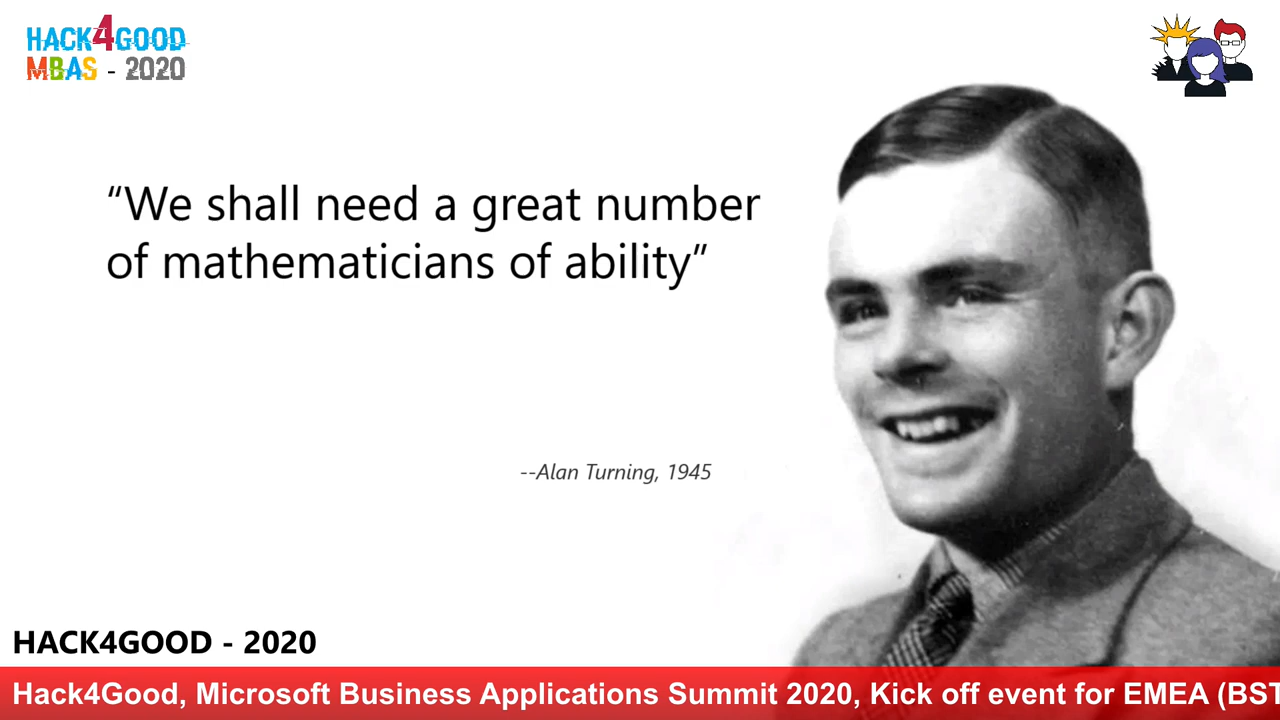 HACK4GOOD
MBAS - 2020
“We shall need a great number
of mathematicians of ability”
--Alan Turning, 1945
HACK4GOOD - 2020
Hack4Good, Microsoft Business Applications Summit 2020, Kick off event for EMEA (BST